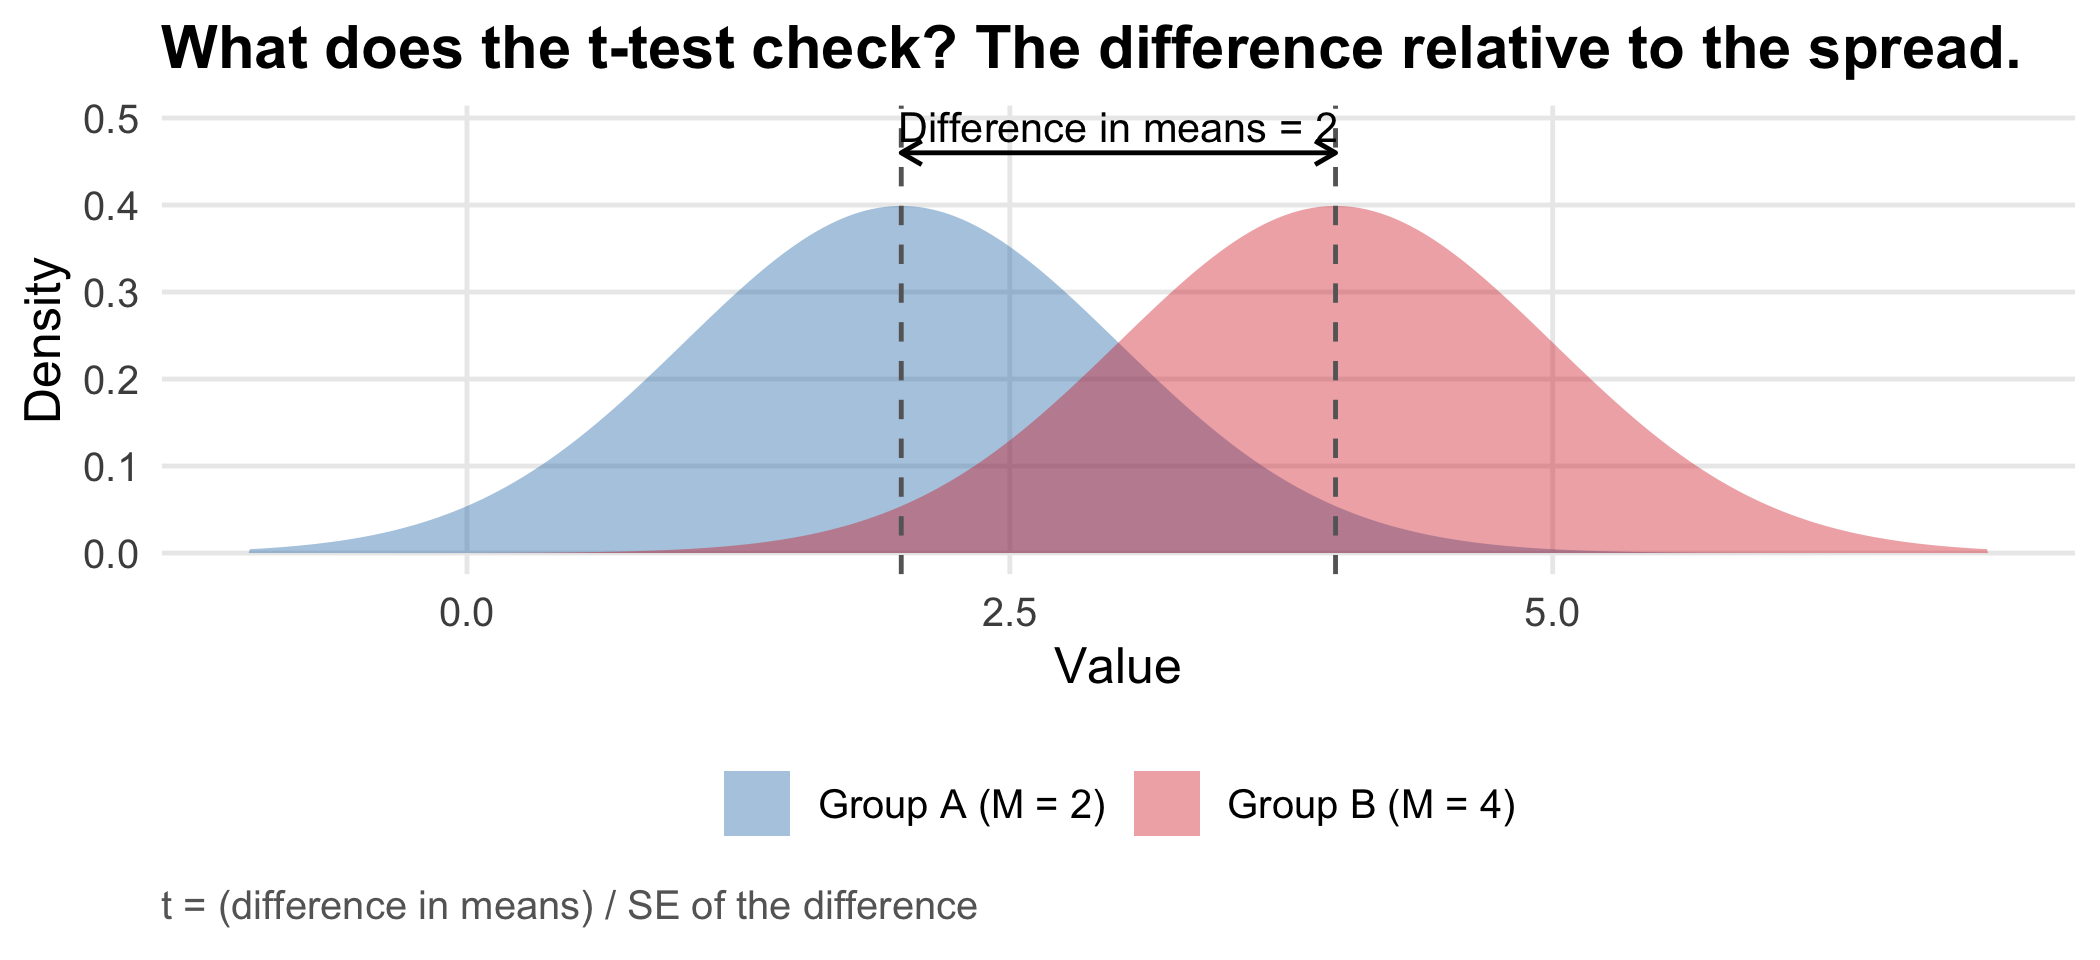 What does the t-test check? The difference relative to the spread.
Difference in means = 2
Density
0.5
0.4
0.3
0.2
0.1
0.0
0.0 2.5 5.0
Value
Group A (M = 2) Group B (M = 4)
t = (difference in means) / SE of the difference